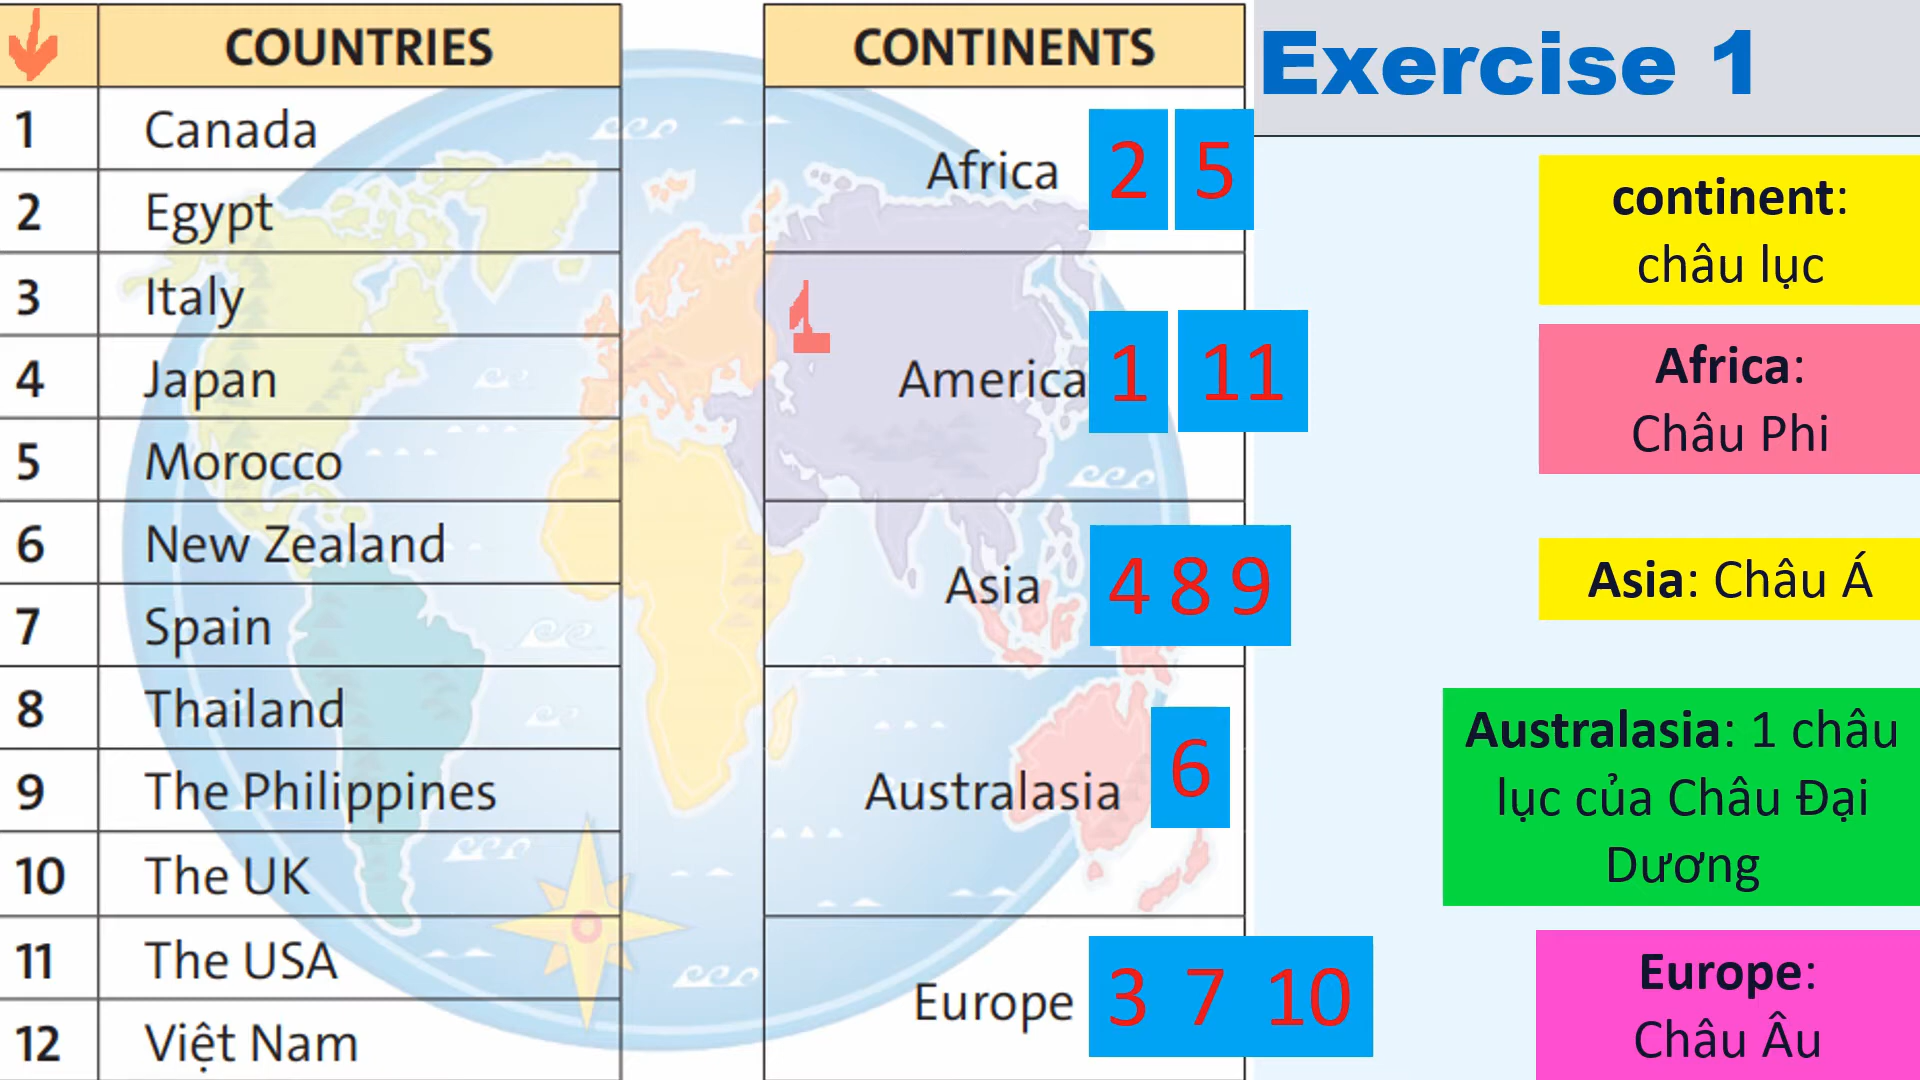 COUNTRIES
1 Canada
2 Egypt
3 Italy
4 Japan
5 Morocco
6 New Zealand
7 Spain
8 Thailand
9 The Philippines
10 The UK
11 The USA
12 Việt Nam
CONTINENTS
Africa 2 5
1
America 1 11
Asia 4 8 9
Australasia 6
Europe 3 7 10
Exercise 1
continent:
châu lục
Africa:
Châu Phi
Asia: Châu Á
Australasia: 1 châu
lục của Châu Đại
Dương
Europe:
Châu Âu